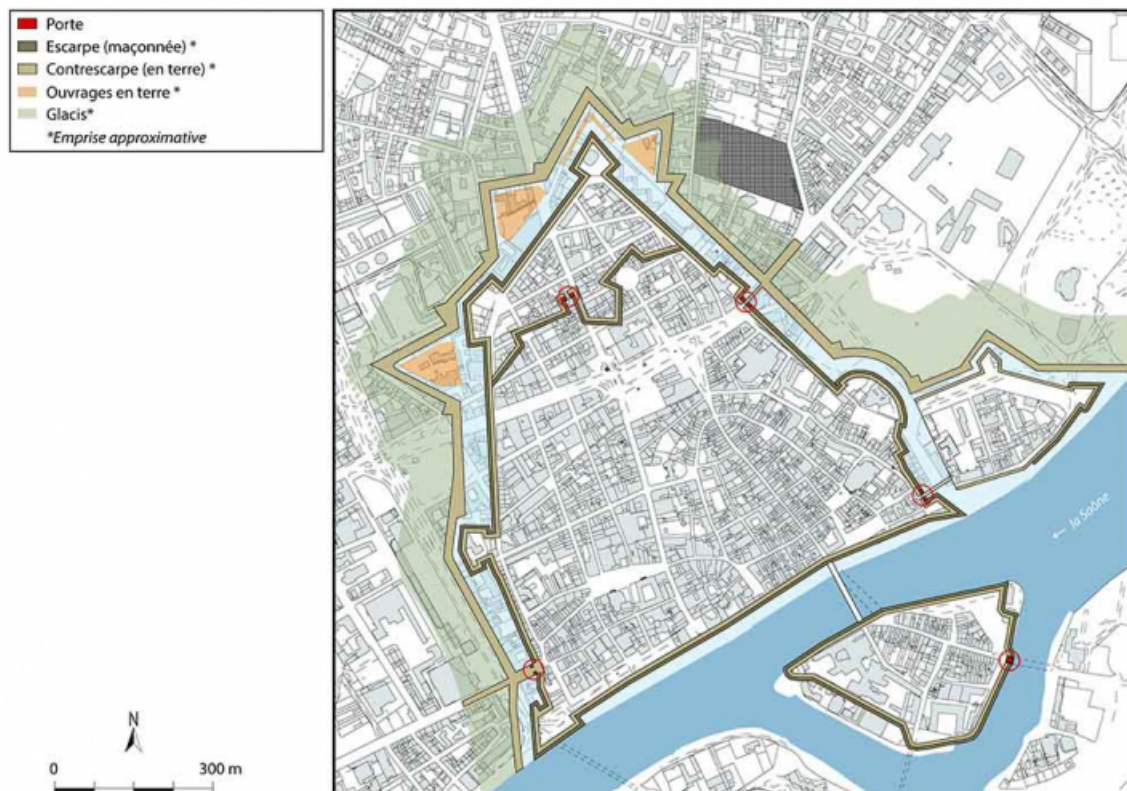 Porte
Escarpe (maçonnée) *
Contrescarpe (en terre) *
Ouvrages en terre *
Glacis*
*Emprise approximative
← la Saône
N
0 300 m